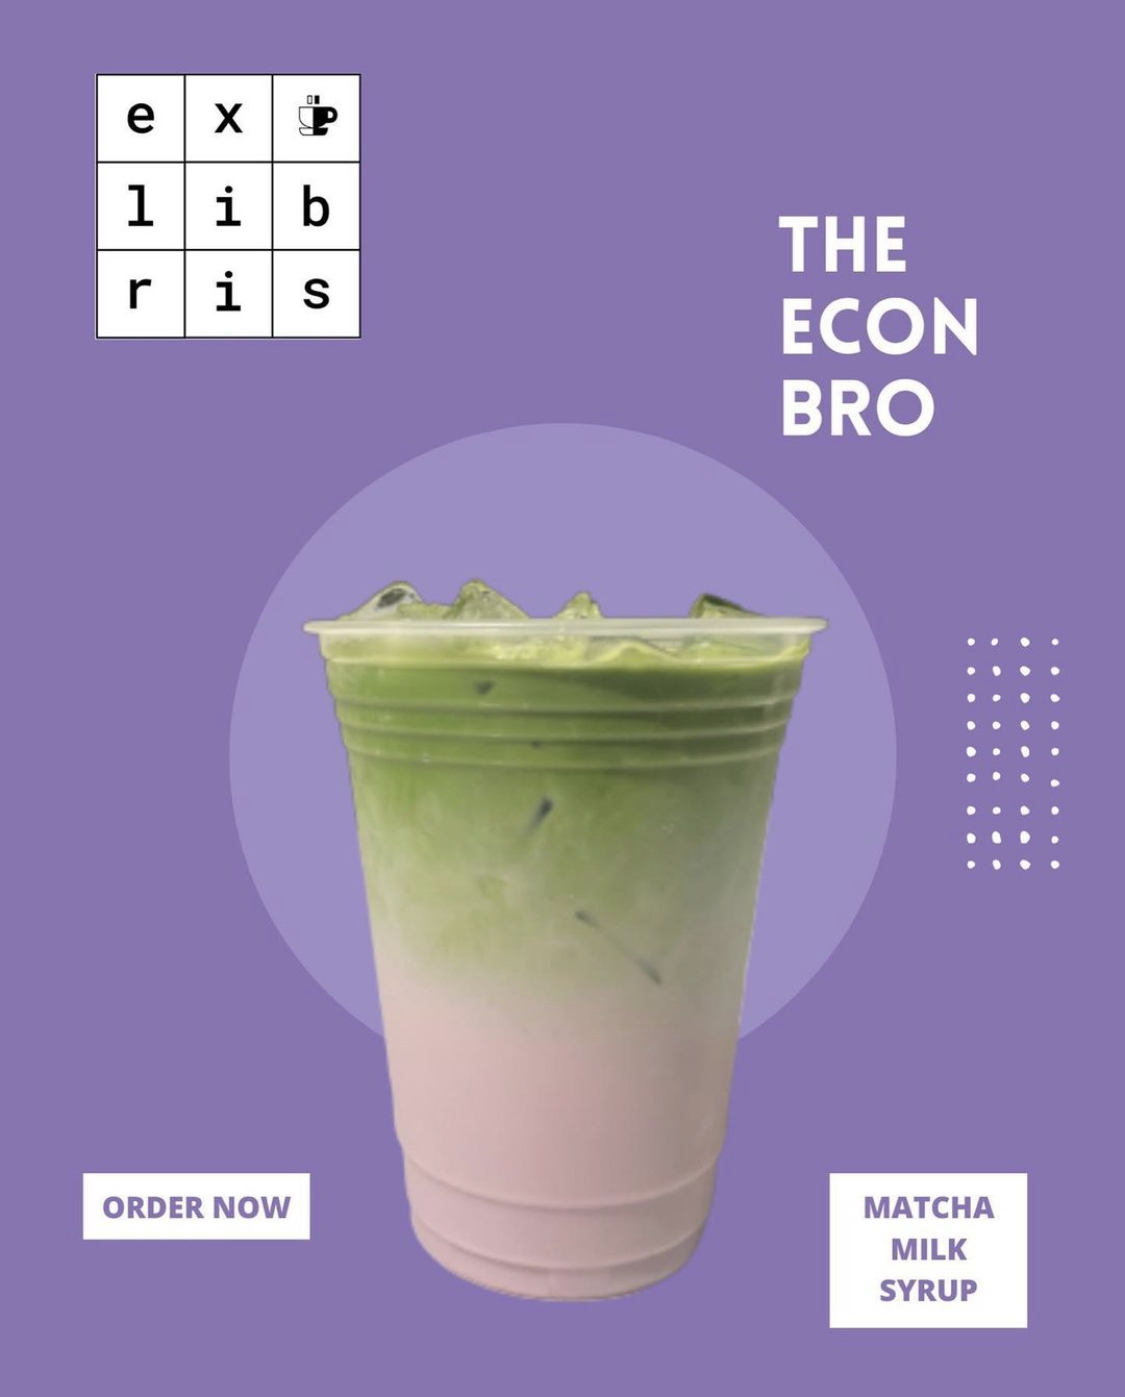 e x
l i b
r i s
THE
ECON
BRO
ORDER NOW
MATCHA
MILK
SYRUP